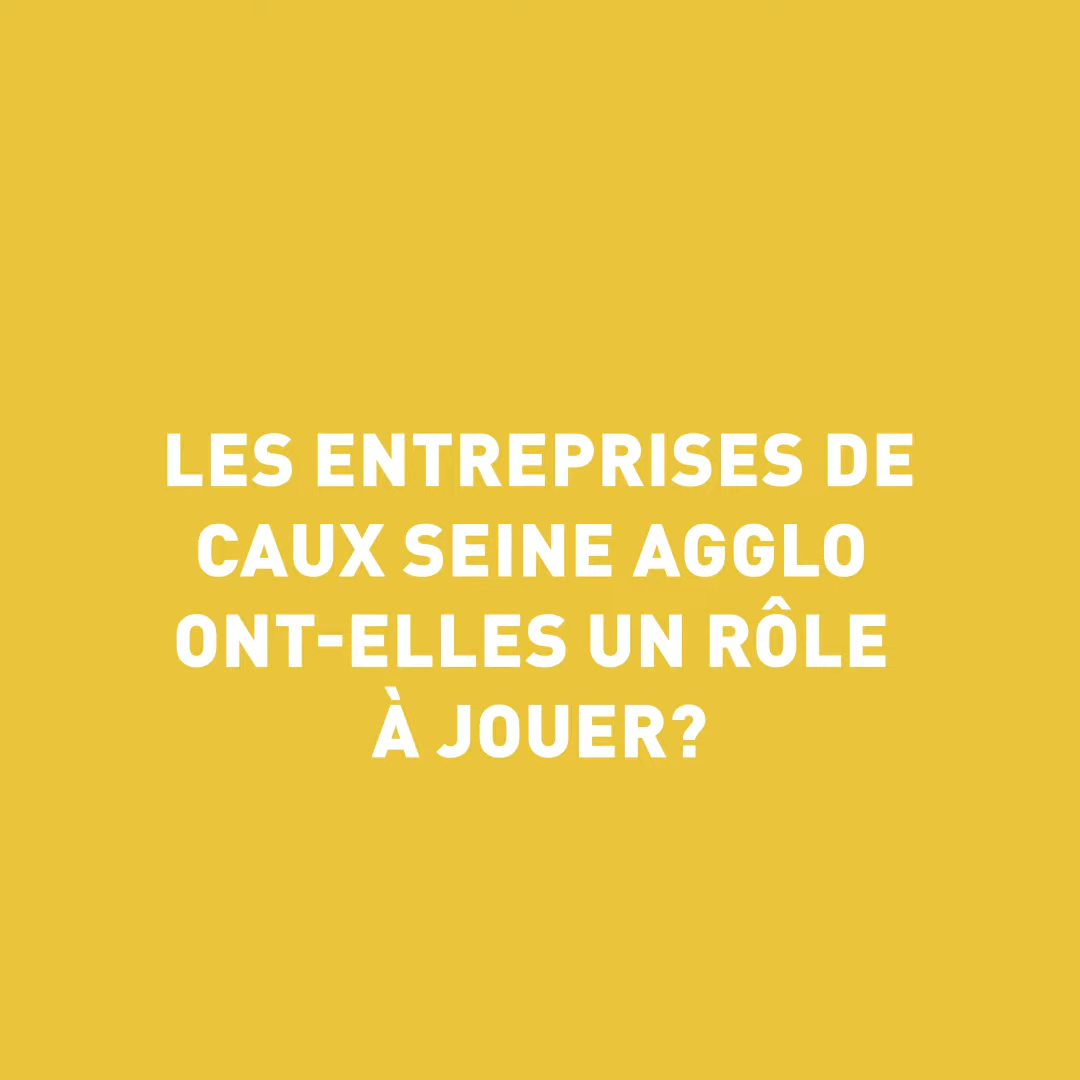 LES ENTREPRISES DE
CAUX SEINE AGGLO
ONT-ELLES UN RÔLE
À JOUER?